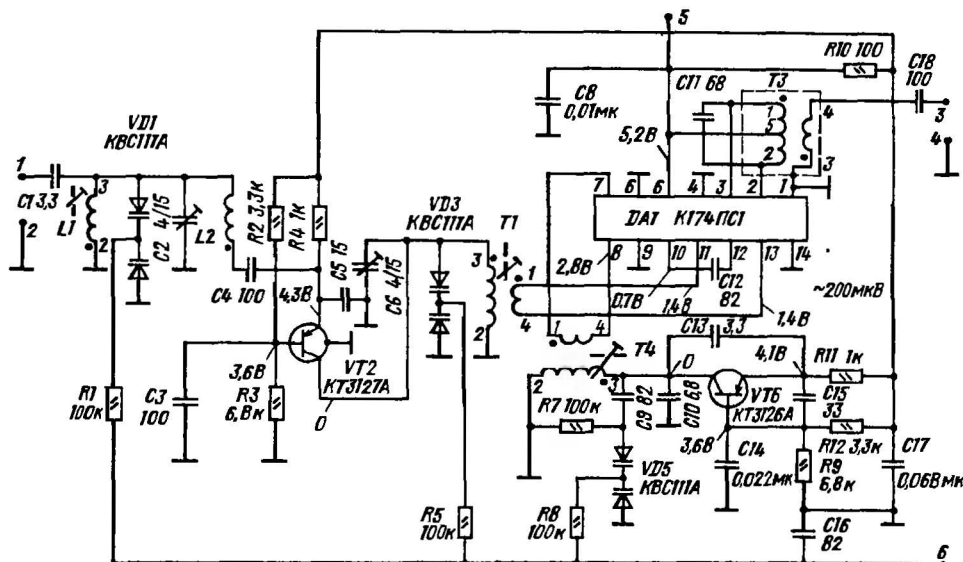 5
R10 100
C18
100
C11 68
T3
C8
0,01мк
1
5
2
4
3
3
4
5,2В
VD1
КВС111А
1
C1 3,3
3
L1
2
2
C2 4/15
L2
R2 3,3к
R4 1к
C5 15
C6 4/15
VD3
КВС111А
T1
3
1
2
4
7
6
6
4
3
2
1
DA1 К174ПС1
8
9
10
11
12
13
14
2,8В
0,7В
1,4В
C12
82
~200мкВ
1,4В
C4 100
4,3В
C13 3,3
1
4
T4
2
3
0
4,1В
R11 1к
R1
100к
C3
100
3,6В
R3
6,8к
0
VT2
КТ3127А
R7 100к
C9 82
C10 6,8
VT6
КТ3126А
C15
33
R12 3,3к
3,6В
C14
0,022мк
R9
6,8к
C17
0,068мк
VD5
КВС111А
R5
100к
R8
100к
C16
82
6